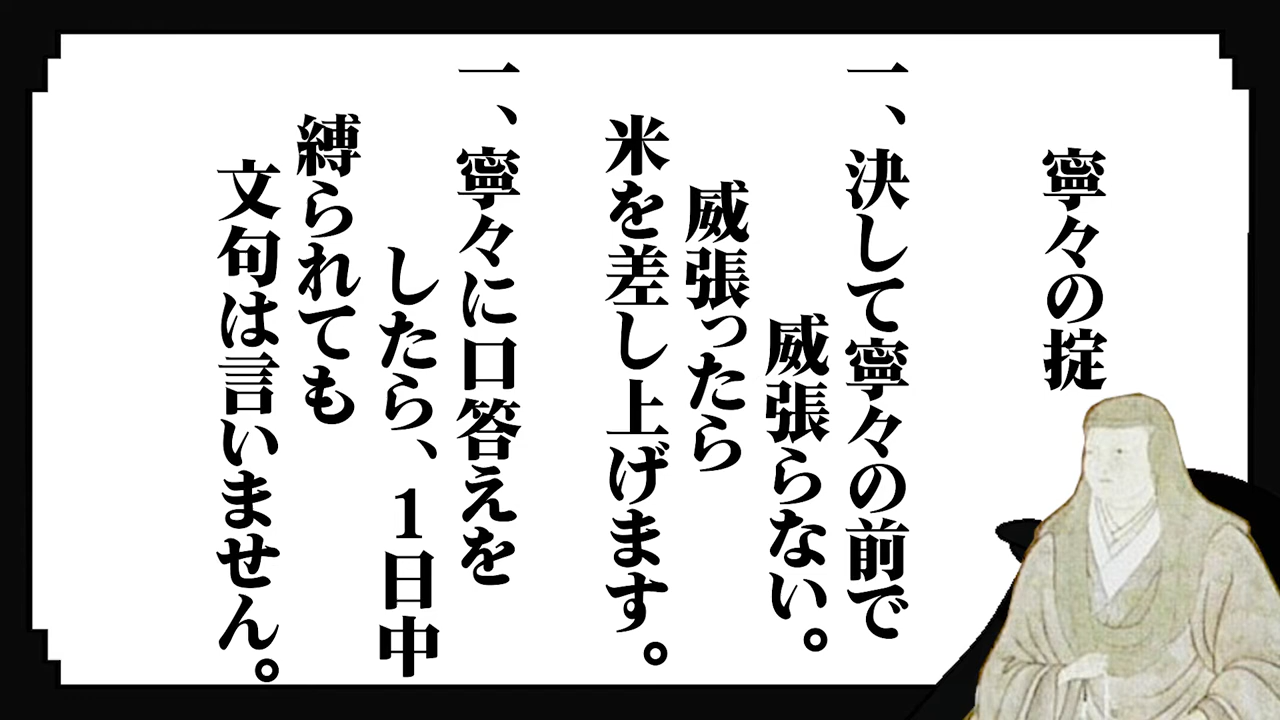 寧々の掟
一、決して寧々の前で
威張らない。
威張ったら
米を差し上げます。
一、寧々に口答えを
したら、1日中
縛られても
文句は言いません。